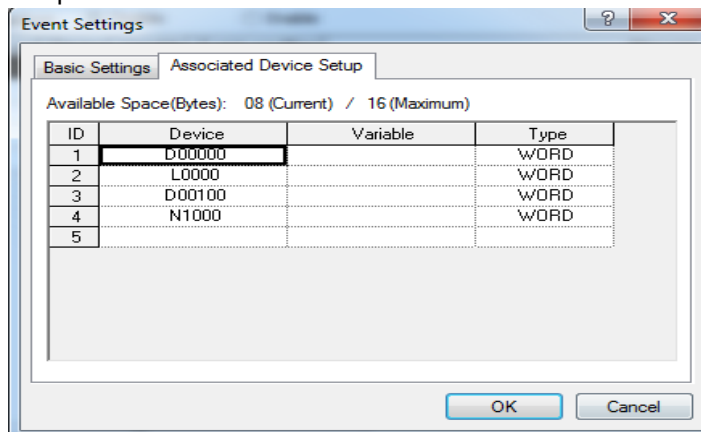 Event Settings
Basic Settings Associated Device Setup
Available Space(Bytes): 08 (Current) / 16 (Maximum)
ID Device Variable Type
1 D00000 WORD
2 L0000 WORD
3 D00100 WORD
4 N1000 WORD
5
OK Cancel